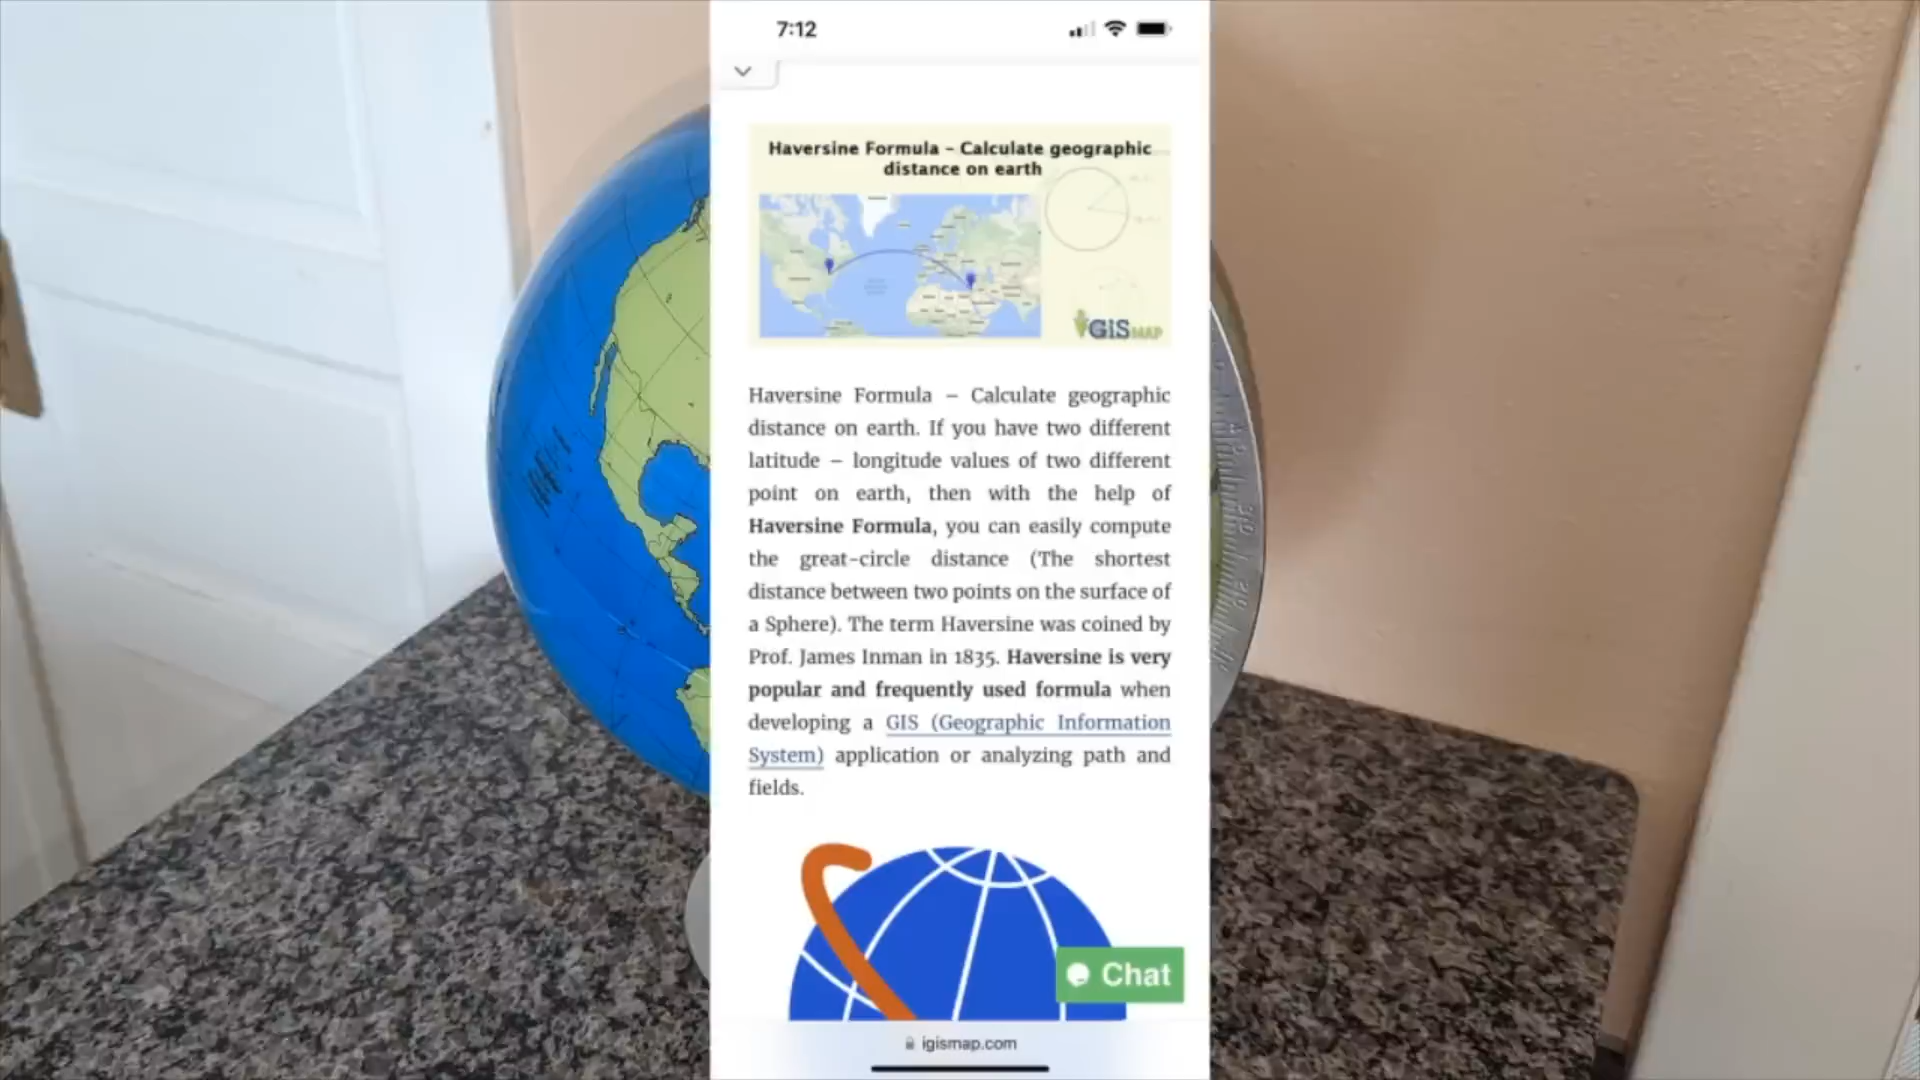 7:12
Haversine Formula – Calculate geographic
distance on earth
GIS MAP
Haversine Formula – Calculate geographic
distance on earth. If you have two different
latitude – longitude values of two different
point on earth, then with the help of
Haversine Formula, you can easily compute
the great-circle distance (The shortest
distance between two points on the surface of
a Sphere). The term Haversine was coined by
Prof. James Inman in 1835. Haversine is very
popular and frequently used formula when
developing a GIS (Geographic Information
System) application or analyzing path and
fields.
Chat
igismap.com